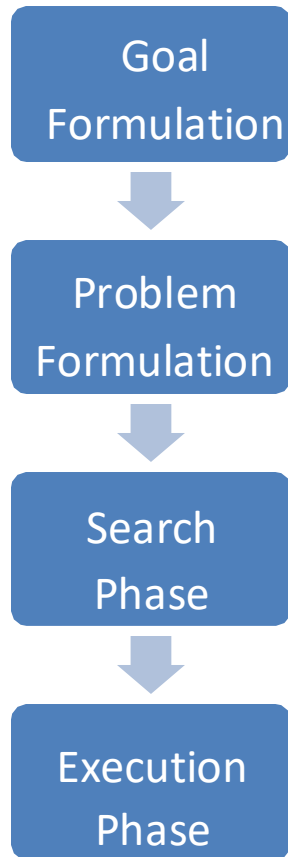 Goal
Formulation
Problem
Formulation
Search
Phase
Execution
Phase